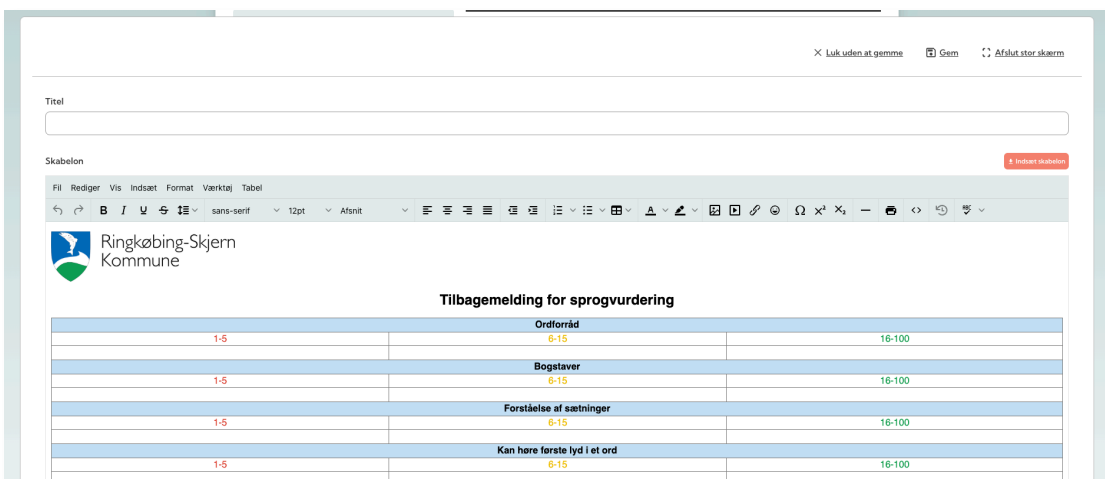 Luk uden at gemme Gem Afslut stor skærm
Titel
Skabelon Indsæt skabelon
Fil Rediger Vis Indsæt Format Værktøj Tabel
B I U S sans-serif 12pt Afsnit A Ω X² X₂ ABC
Ringkøbing-Skjern
Kommune
Tilbagemelding for sprogvurdering
Ordforråd
1-5 6-15 16-100
Bogstaver
1-5 6-15 16-100
Forståelse af sætninger
1-5 6-15 16-100
Kan høre første lyd i et ord
1-5 6-15 16-100